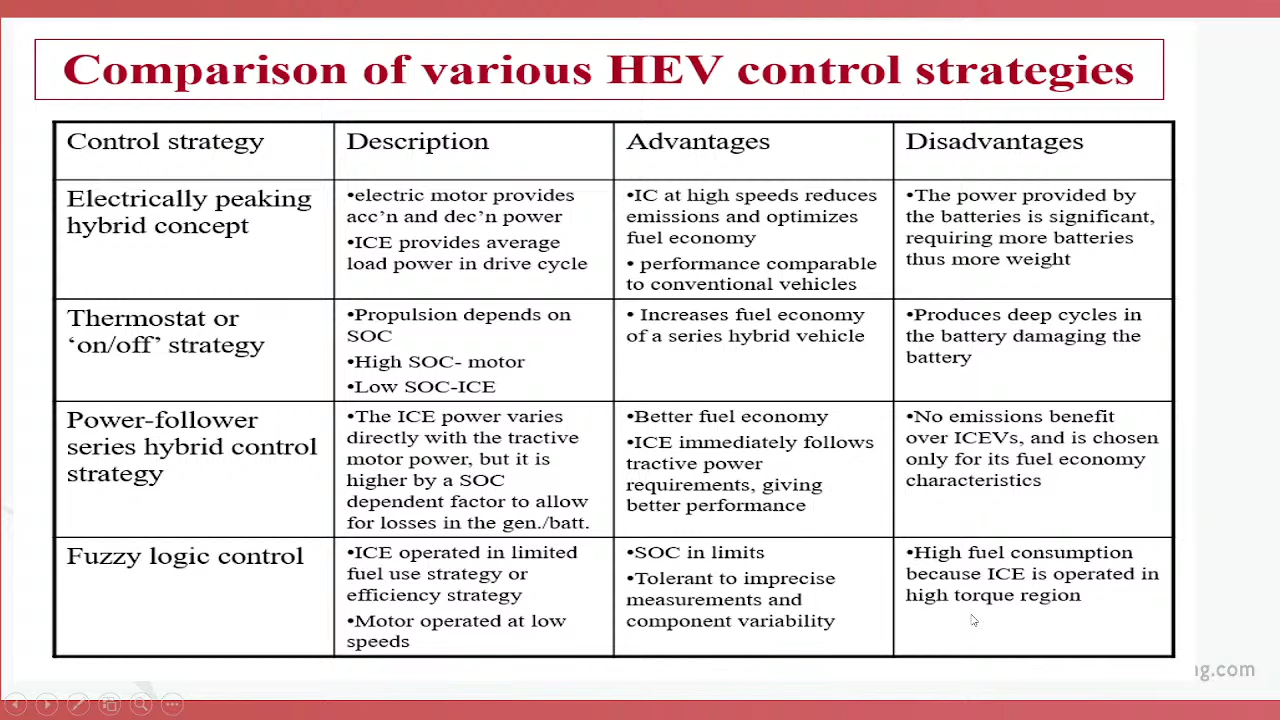 Comparison of various HEV control strategies
Control strategy
Description
Advantages
Disadvantages
Electrically peaking
hybrid concept
•electric motor provides
acc’n and dec’n power
•ICE provides average
load power in drive cycle
•IC at high speeds reduces
emissions and optimizes
fuel economy
• performance comparable
to conventional vehicles
•The power provided by
the batteries is significant,
requiring more batteries
thus more weight
Thermostat or
‘on/off’ strategy
•Propulsion depends on
SOC
•High SOC- motor
•Low SOC-ICE
• Increases fuel economy
of a series hybrid vehicle
•Produces deep cycles in
the battery damaging the
battery
Power-follower
series hybrid control
strategy
•The ICE power varies
directly with the tractive
motor power, but it is
higher by a SOC
dependent factor to allow
for losses in the gen./batt.
•Better fuel economy
•ICE immediately follows
tractive power
requirements, giving
better performance
•No emissions benefit
over ICEVs, and is chosen
only for its fuel economy
characteristics
Fuzzy logic control
•ICE operated in limited
fuel use strategy or
efficiency strategy
•Motor operated at low
speeds
•SOC in limits
•Tolerant to imprecise
measurements and
component variability
•High fuel consumption
because ICE is operated in
high torque region
ng.com